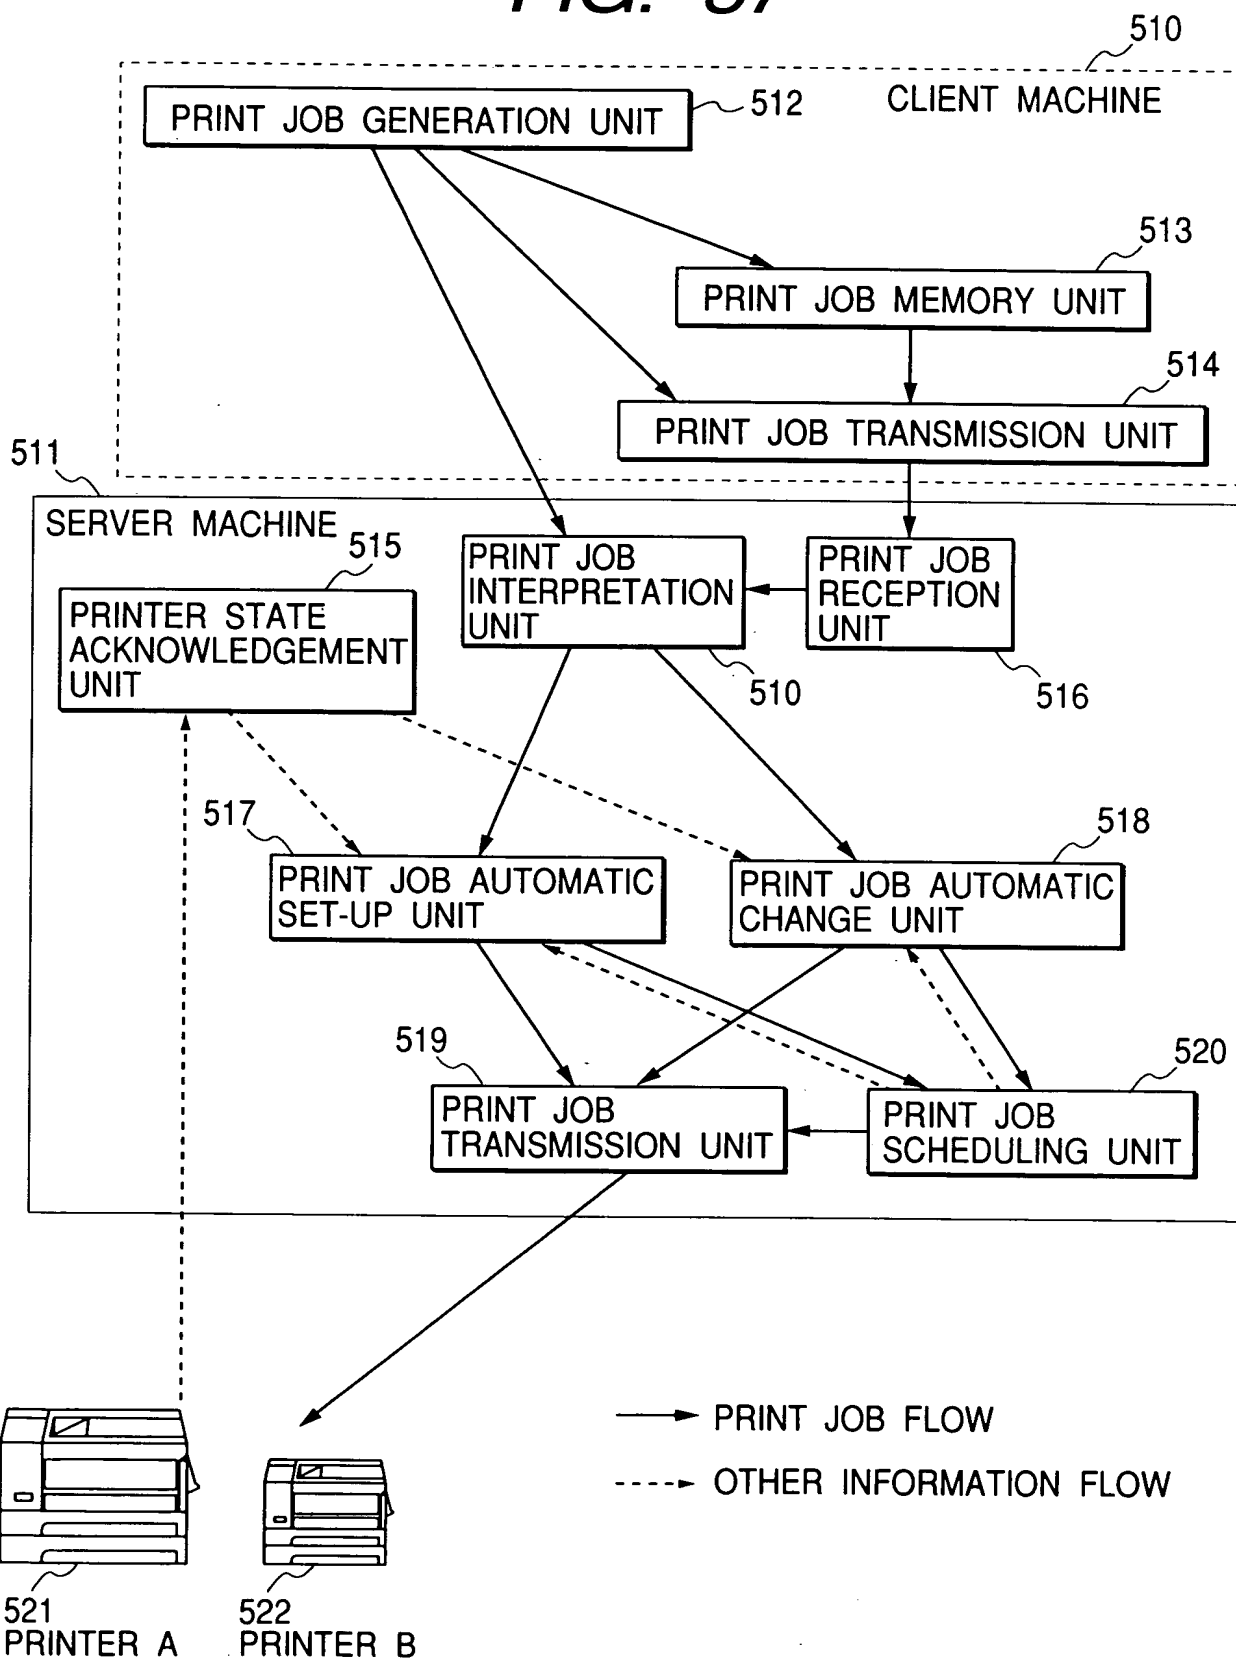 FIG. 37
510
CLIENT MACHINE
PRINT JOB GENERATION UNIT
512
513
PRINT JOB MEMORY UNIT
514
PRINT JOB TRANSMISSION UNIT
511
SERVER MACHINE
515
PRINTER STATE
ACKNOWLEDGEMENT
UNIT
PRINT JOB
INTERPRETATION
UNIT
510
PRINT JOB
RECEPTION
UNIT
516
517
PRINT JOB AUTOMATIC
SET-UP UNIT
518
PRINT JOB AUTOMATIC
CHANGE UNIT
519
PRINT JOB
TRANSMISSION UNIT
520
PRINT JOB
SCHEDULING UNIT
PRINT JOB FLOW
OTHER INFORMATION FLOW
521
PRINTER A
522
PRINTER B